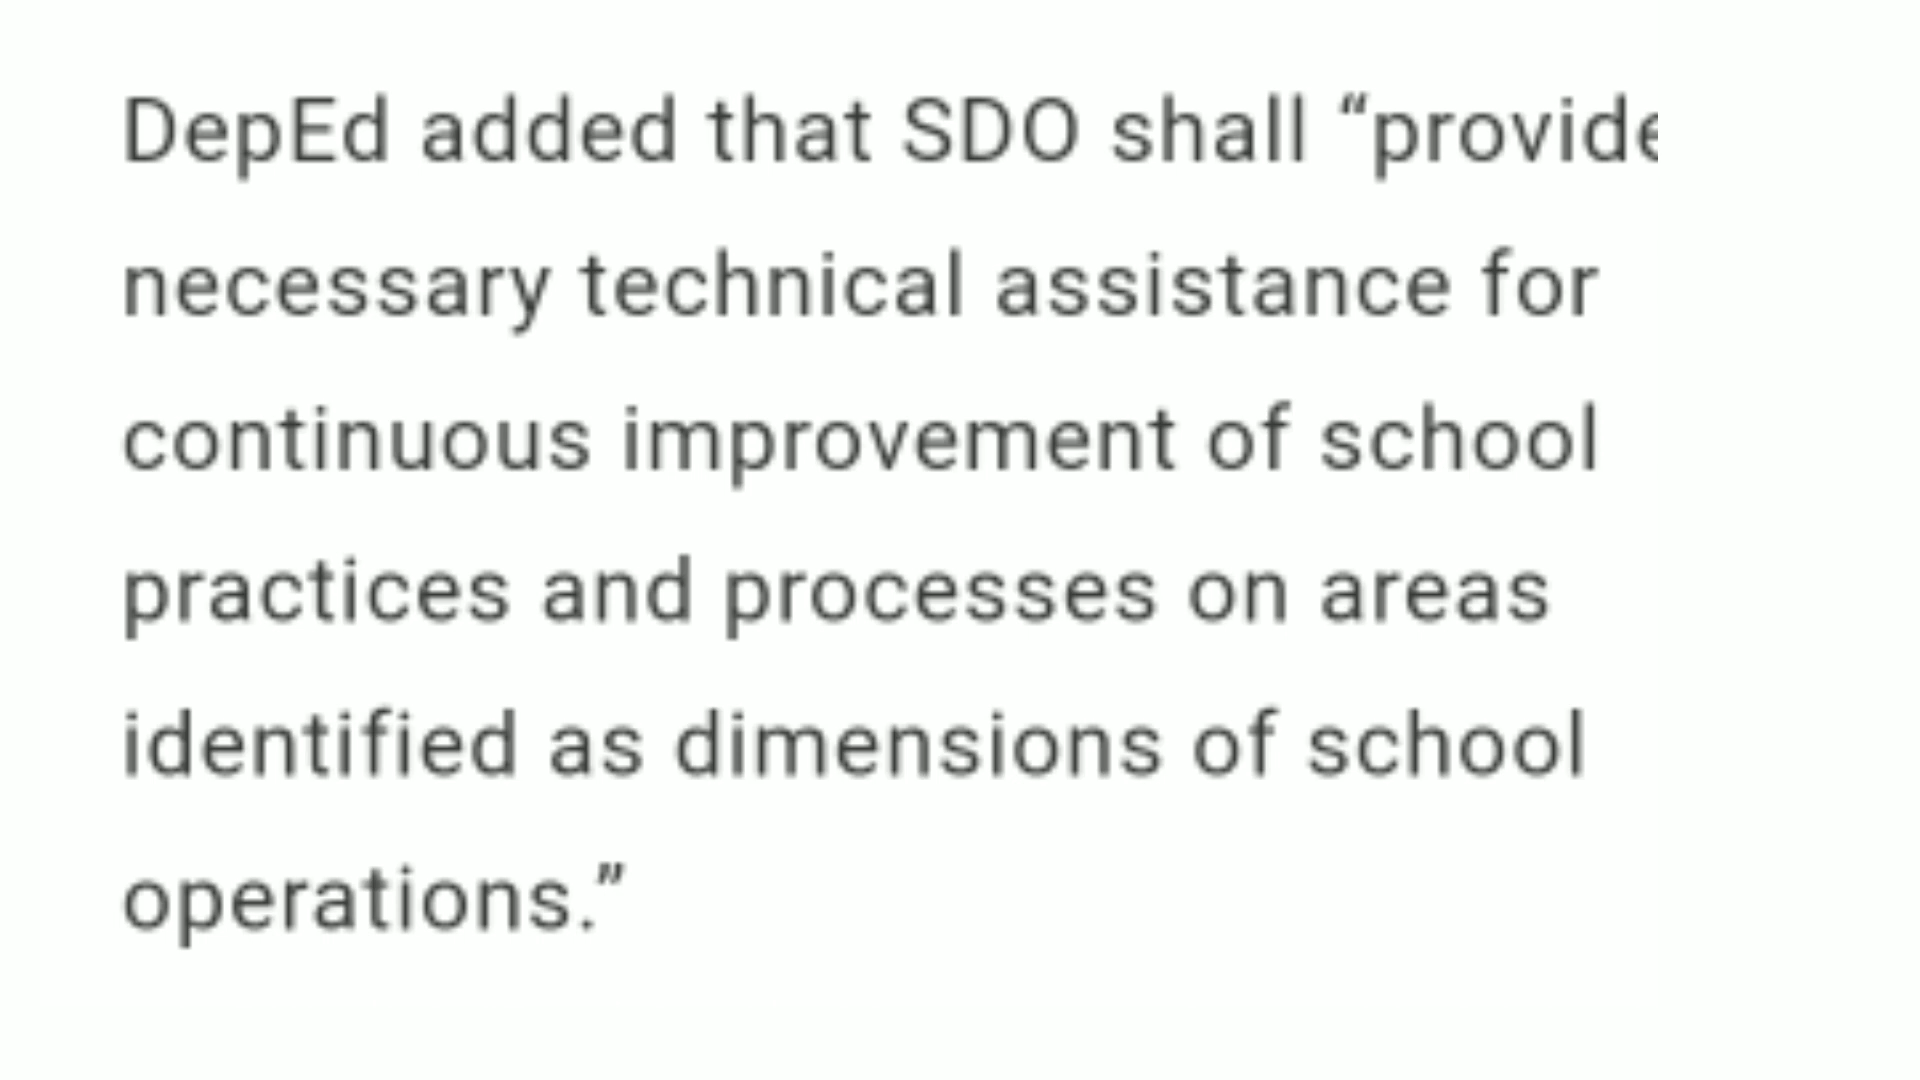 DepEd added that SDO shall “provide
necessary technical assistance for
continuous improvement of school
practices and processes on areas
identified as dimensions of school
operations.”